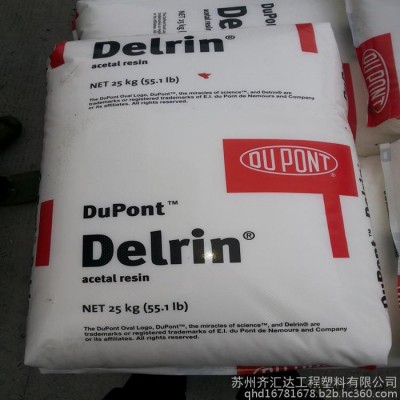 Delrin®
acetal resin
NET 25 kg (55.1 lb)
The DuPont Oval Logo, DuPont™, the miracles of science™, and Delrin® are
trademarks or registered trademarks of E.I. du Pont de Nemours and Company
or its affiliates. All rights reserved.
DU PONT
DuPont™
Delrin®
acetal resin
NET 25 kg (55.1 lb)
The DuPont Oval Logo, DuPont™, the miracles of science™, and Delrin® are
trademarks or registered trademarks of E.I. du Pont de Nemours and Company
or its affiliates. All rights reserved.
苏州齐汇达工程塑料有限公司
qhd16781678.b2b.hc360.com